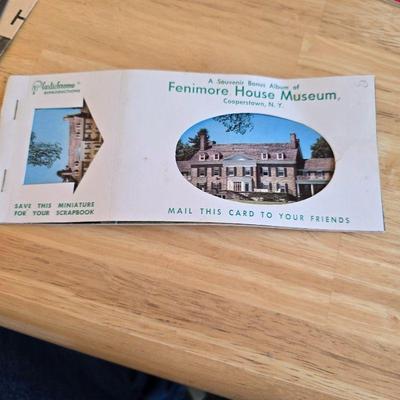 Plastichrome
REPRODUCTIONS
SAVE THIS MINIATURE
FOR YOUR SCRAPBOOK
A Souvenir Bonus Album of
Fenimore House Museum,
Cooperstown, N. Y.
MAIL THIS CARD TO YOUR FRIENDS